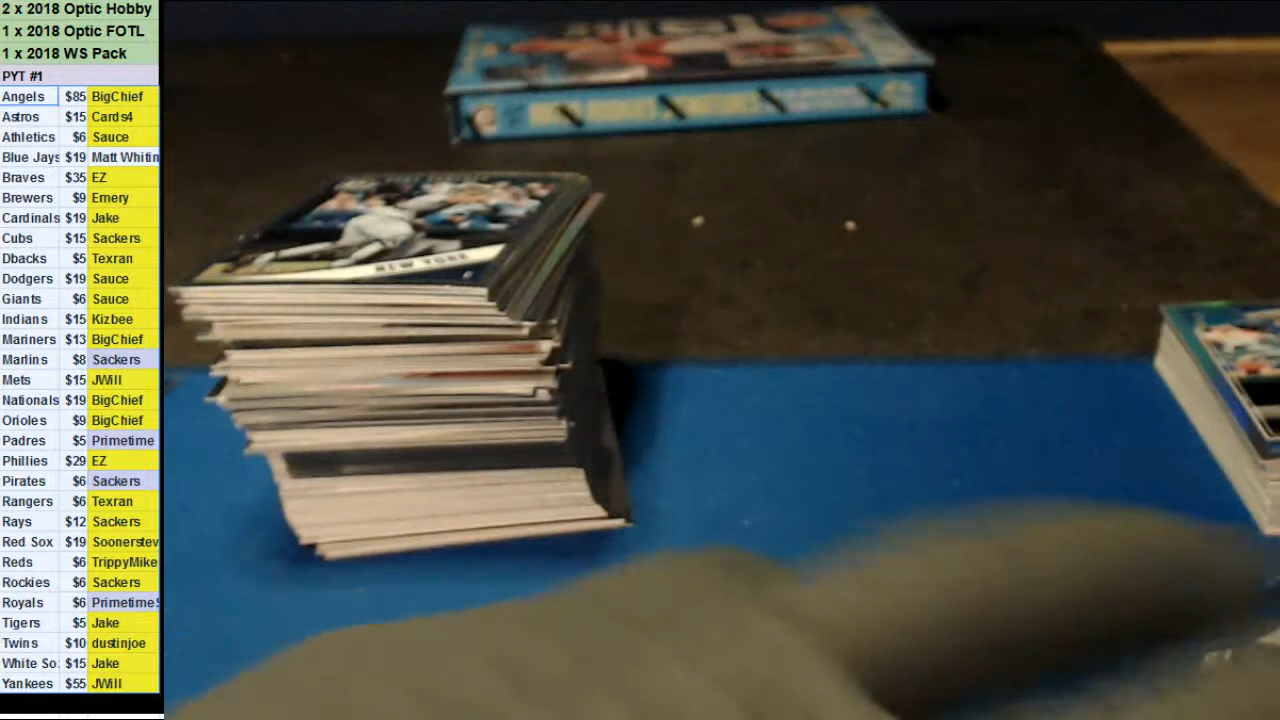 2 x 2018 Optic Hobby
1 x 2018 Optic FOTL
1 x 2018 WS Pack
PYT #1
Angels $85 BigChief
Astros $15 Cards4
Athletics $6 Sauce
Blue Jays $19 Matt Whitin
Braves $35 EZ
Brewers $9 Emery
Cardinals $19 Jake
Cubs $15 Sackers
Dbacks $5 Texran
Dodgers $19 Sauce
Giants $6 Sauce
Indians $15 Kizbee
Mariners $13 BigChief
Marlins $8 Sackers
Mets $15 JWill
Nationals $19 BigChief
Orioles $9 BigChief
Padres $5 Primetime
Phillies $29 EZ
Pirates $6 Sackers
Rangers $6 Texran
Rays $12 Sackers
Red Sox $19 Soonerstev
Reds $6 TrippyMike
Rockies $6 Sackers
Royals $6 PrimetimeS
Tigers $5 Jake
Twins $10 dustinjoe
White So $15 Jake
Yankees $55 JWill
NEW YORK